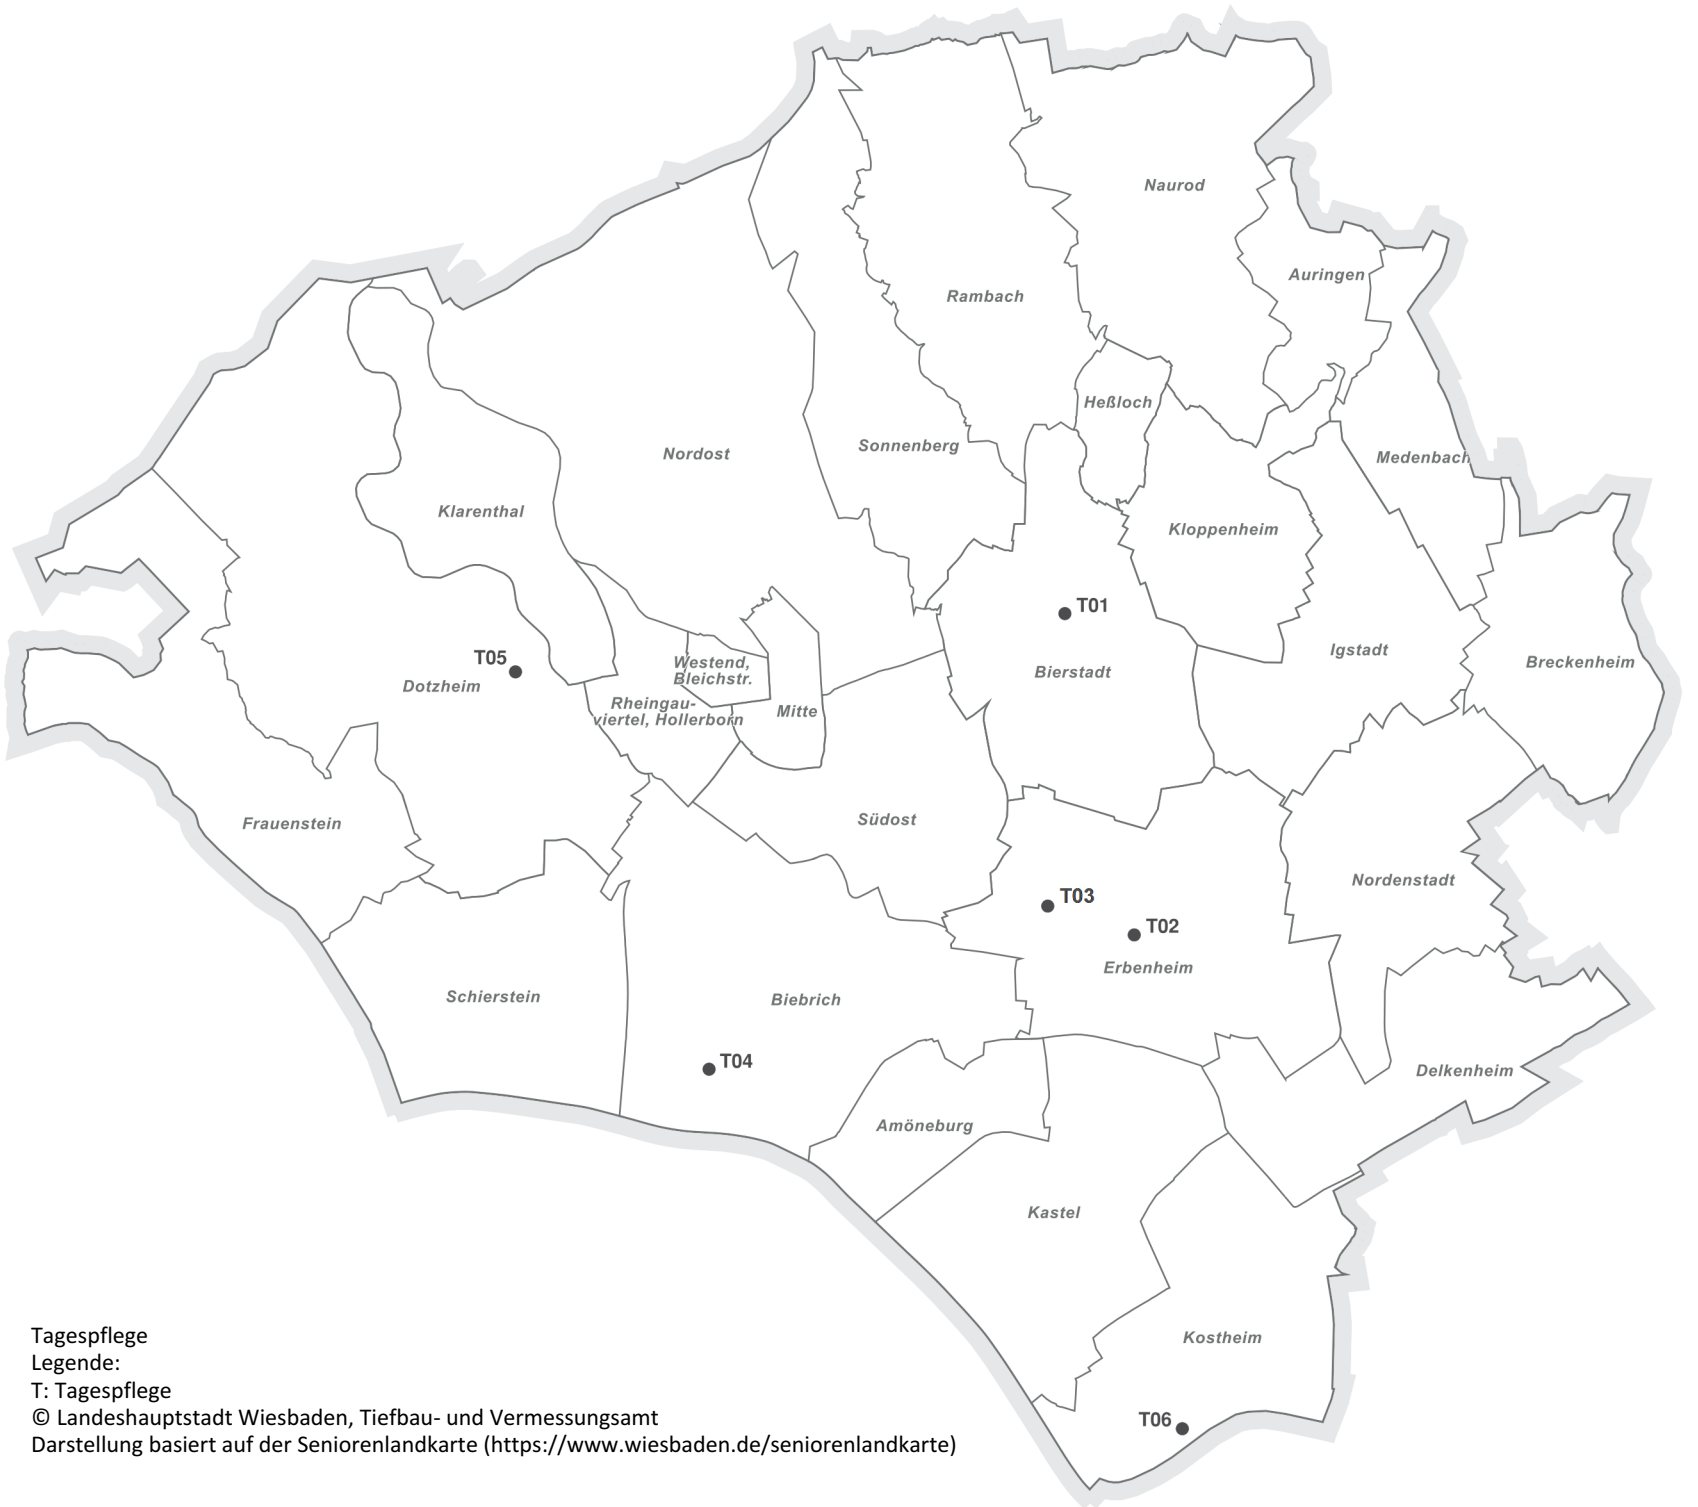 Naurod
Auringen
Rambach
Heßloch
Sonnenberg
Nordost
Medenbach
Klarenthal
Kloppenheim
T01
Igstadt
T05
Westend,
Bleichstr.
Breckenheim
Bierstadt
Dotzheim
Rheingau-
viertel, Hollerborn
Mitte
Südost
Frauenstein
Nordenstadt
T03
T02
Erbenheim
Schierstein
Biebrich
T04
Delkenheim
Amöneburg
Kastel
Kostheim
T06
Tagespflege
Legende:
T: Tagespflege
© Landeshauptstadt Wiesbaden, Tiefbau- und Vermessungsamt
Darstellung basiert auf der Seniorenlandkarte (https://www.wiesbaden.de/seniorenlandkarte)